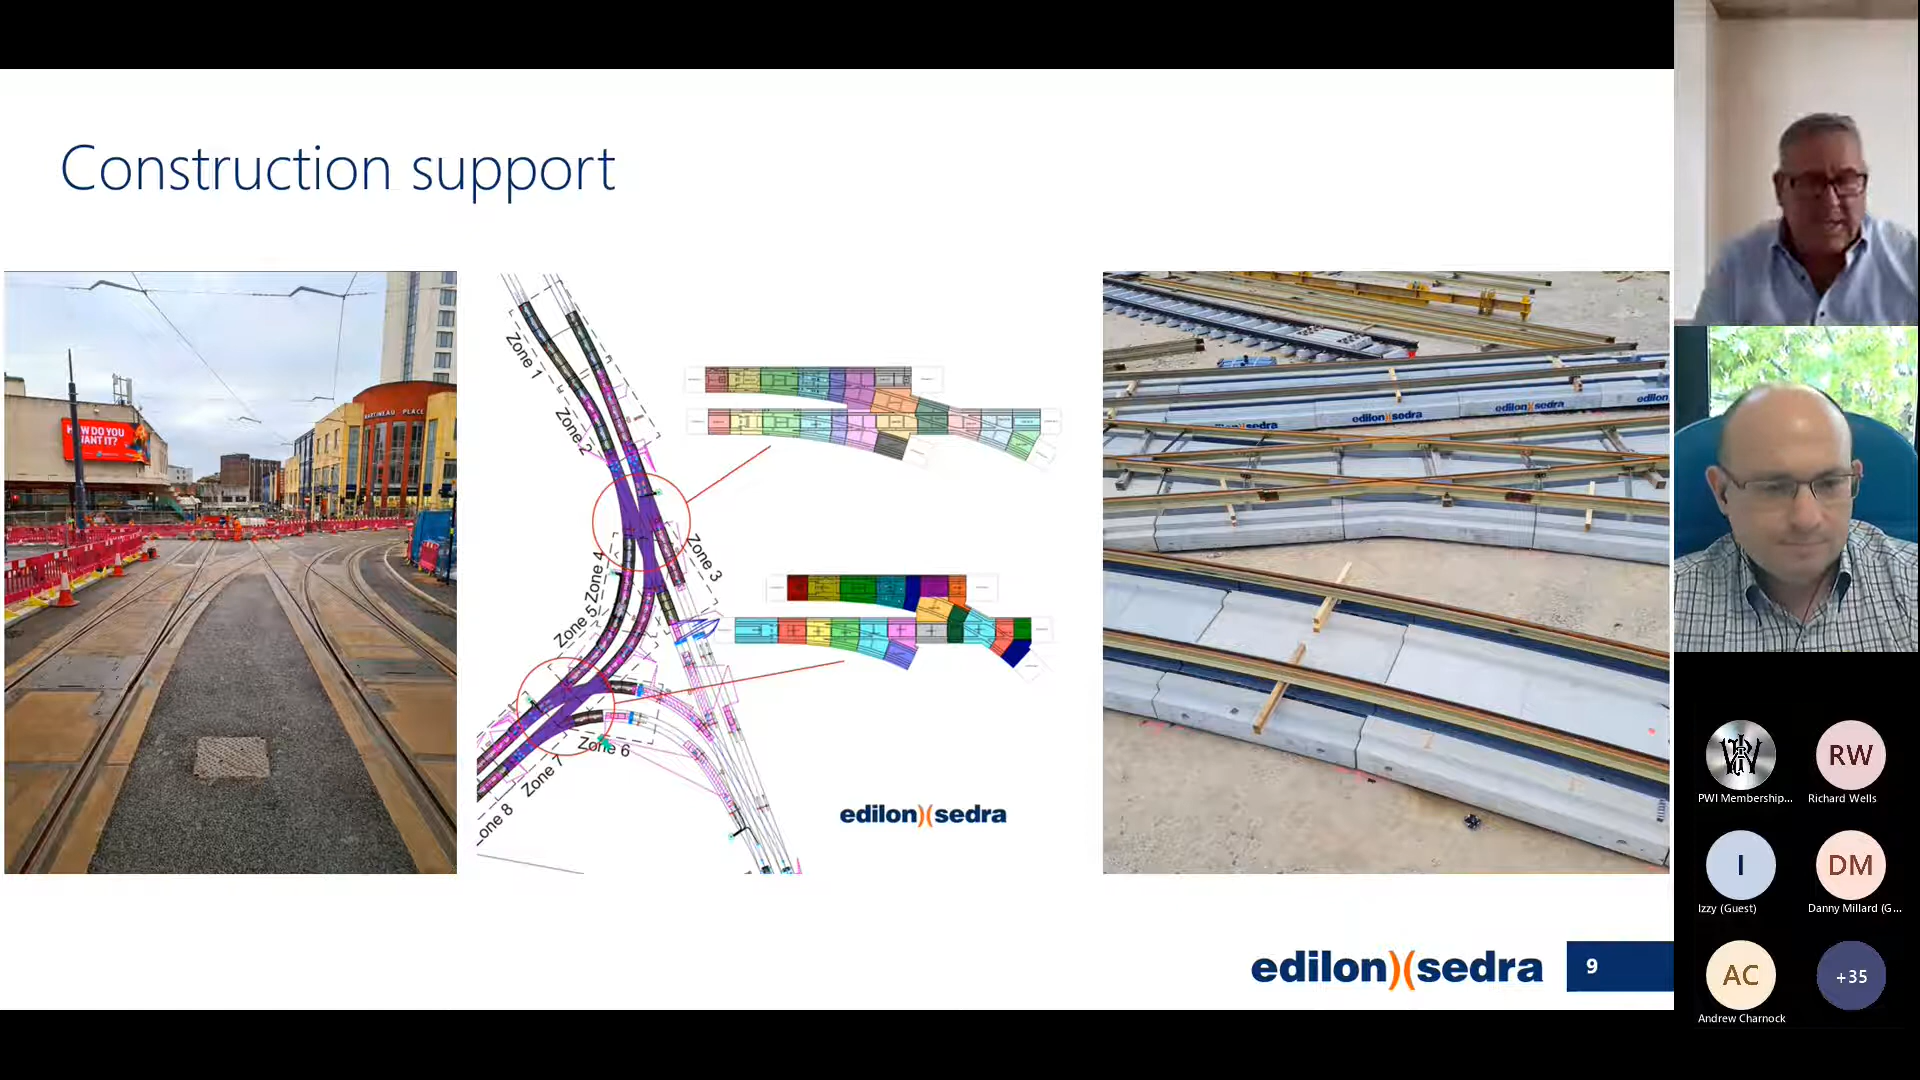 Construction support
HOW DO YOU
WANT IT?
MARTINEAU PLACE
Zone 1
Zone 2
Zone 3
Zone 4
Zone 5
Zone 6
Zone 7
one 8
edilon)(sedra
edilon)(sedra
edilon)(sedra
edilon
edilon)(sedra
edilon)(sedra
9
PWI Membership...
RW
Richard Wells
I
Izzy (Guest)
DM
Danny Millard (G...
AC
Andrew Charnock
+35